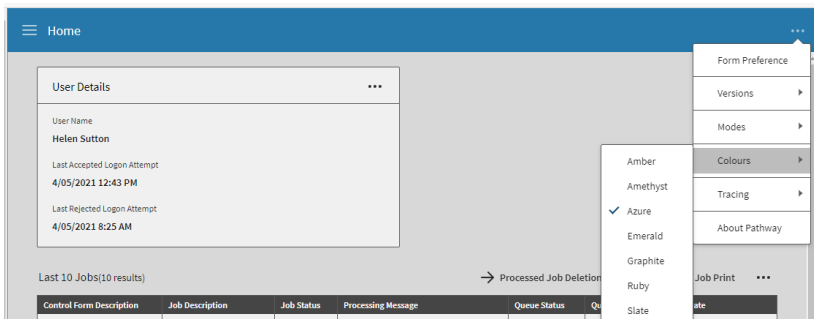 Home
Form Preference
User Details
Versions
User Name
Helen Sutton
Modes
Last Accepted Logon Attempt
4/05/2021 12:43 PM
Colours
Amber
Amethyst
Azure
Emerald
Graphite
Ruby
Slate
Tracing
About Pathway
Last Rejected Logon Attempt
4/05/2021 8:25 AM
Last 10 Jobs(10 results)
Processed Job Deletion
Job Print
Control Form Description Job Description Job Status Processing Message Queue Status